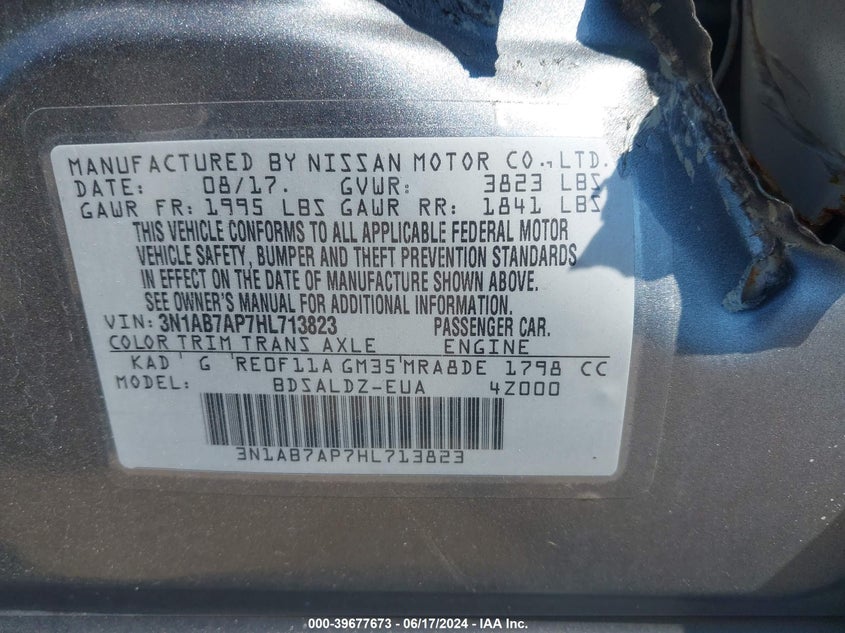 MANUFACTURED BY NISSAN MOTOR CO., LTD.
DATE: 08/17. GVWR: 3823 LBS
GAWR FR: 1995 LBS GAWR RR: 1841 LBS
THIS VEHICLE CONFORMS TO ALL APPLICABLE FEDERAL MOTOR
VEHICLE SAFETY, BUMPER AND THEFT PREVENTION STANDARDS
IN EFFECT ON THE DATE OF MANUFACTURE SHOWN ABOVE.
SEE OWNER'S MANUAL FOR ADDITIONAL INFORMATION.
VIN: 3N1AB7AP7HL713823 PASSENGER CAR.
COLOR TRIM TRANS AXLE ENGINE
KAD G RE0F11A GM35 MRA8DE 1798 CC
MODEL: BDSALDZ-EUA 4Z000
3N1AB7AP7HL713823
000-39677673 - 06/17/2024 - IAA Inc.